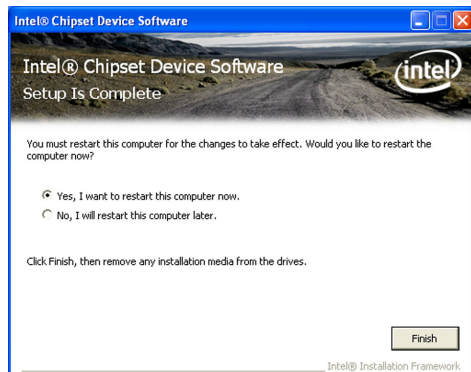 Intel® Chipset Device Software
Intel® Chipset Device Software
(intel)
Setup Is Complete
You must restart this computer for the changes to take effect. Would you like to restart the
computer now?
Yes, I want to restart this computer now.
No, I will restart this computer later.
Click Finish, then remove any installation media from the drives.
Finish
Intel® Installation Framework